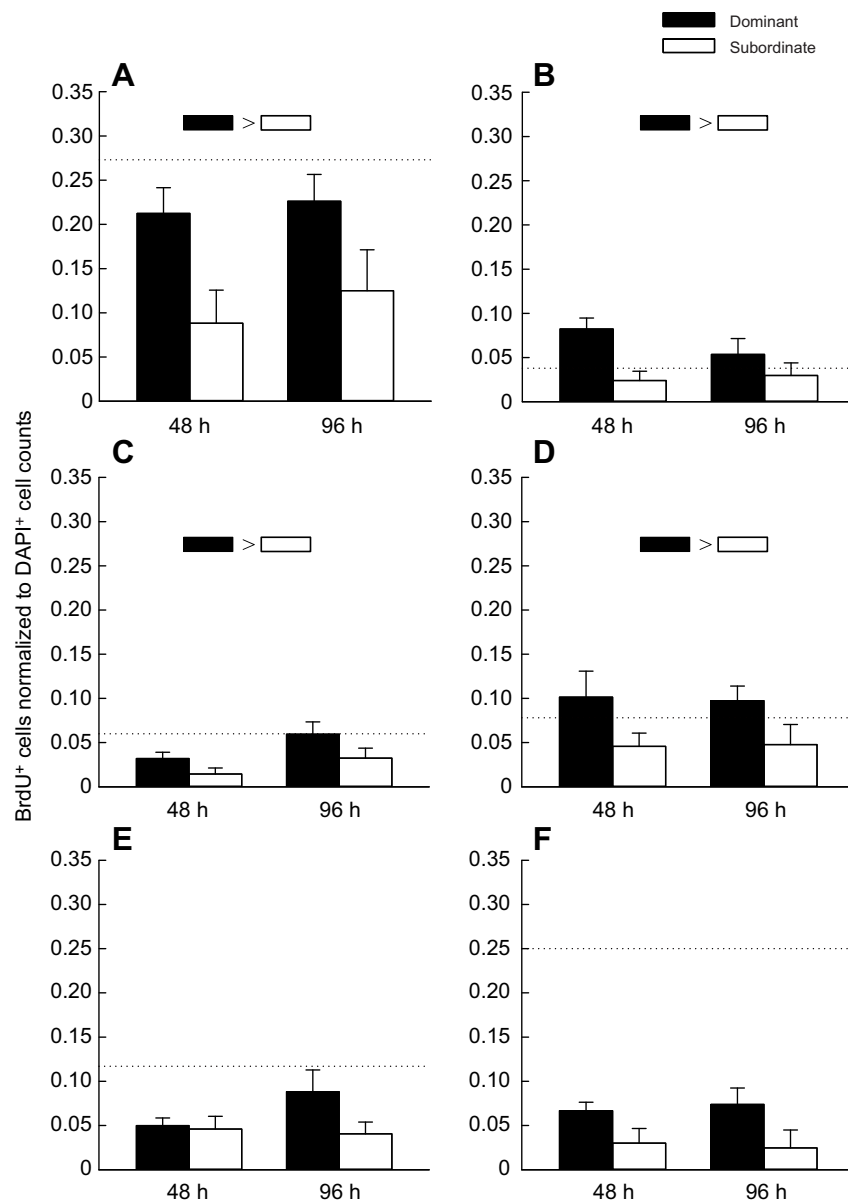 Dominant
Subordinate
A
B
0.35
0.30
0.25
0.20
0.15
0.10
0.05
0
>
48 h
96 h
0.35
0.30
0.25
0.20
0.15
0.10
0.05
0
>
48 h
96 h
BrdU⁺ cells normalized to DAPI⁺ cell counts
C
D
0.35
0.30
0.25
0.20
0.15
0.10
0.05
0
>
48 h
96 h
0.35
0.30
0.25
0.20
0.15
0.10
0.05
0
>
48 h
96 h
E
F
0.35
0.30
0.25
0.20
0.15
0.10
0.05
0
48 h
96 h
0.35
0.30
0.25
0.20
0.15
0.10
0.05
0
48 h
96 h